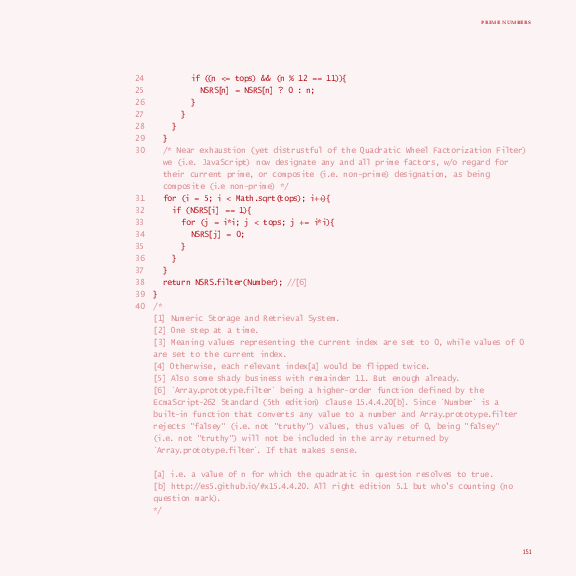 PRIME NUMBERS
24 if ((n <= tops) && (n % 12 == 11)){
25 NSRS[n] = NSRS[n] ? 0 : n;
26 }
27 }
28 }
29 }
30 /* Near exhaustion (yet distrustful of the Quadratic Wheel Factorization Filter)
we (i.e. JavaScript) now designate any and all prime factors, w/o regard for
their current prime, or composite (i.e. non-prime) designation, as being
composite (i.e non-prime) */
31 for (i = 5; i < Math.sqrt(tops); i++){
32 if (NSRS[i] == 1){
33 for (j = i*i; j < tops; j += i*i){
34 NSRS[j] = 0;
35 }
36 }
37 }
38 return NSRS.filter(Number); //[6]
39 }
40 /*
[1] Numeric Storage and Retrieval System.
[2] One step at a time.
[3] Meaning values representing the current index are set to 0, while values of 0
are set to the current index.
[4] Otherwise, each relevant index[a] would be flipped twice.
[5] Also some shady business with remainder 11. But enough already.
[6] `Array.prototype.filter` being a higher-order function defined by the
EcmaScript-262 Standard (5th edition) clause 15.4.4.20[b]. Since `Number` is a
built-in function that converts any value to a number and Array.prototype.filter
rejects "falsey" (i.e. not "truthy") values, thus values of 0, being "falsey"
(i.e. not "truthy") will not be included in the array returned by
`Array.prototype.filter`. If that makes sense.
[a] i.e. a value of n for which the quadratic in question resolves to true.
[b] http://es5.github.io/#x15.4.4.20. All right edition 5.1 but who's counting (no
question mark).
*/
151